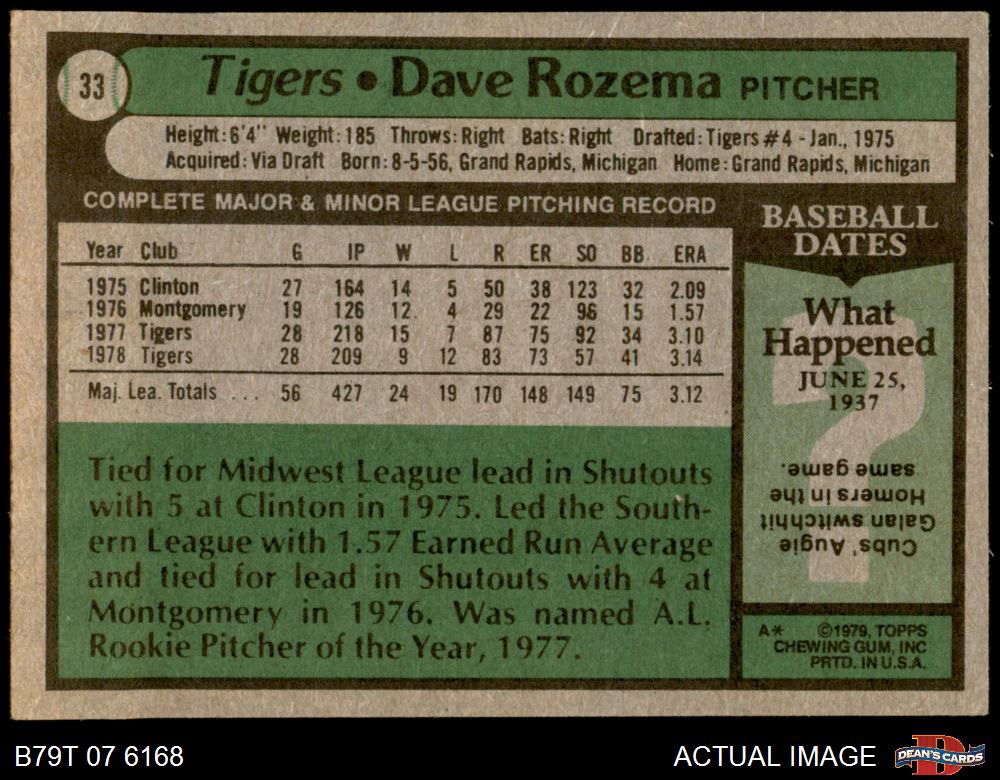 33
Tigers • Dave Rozema PITCHER
Height: 6'4" Weight: 185 Throws: Right Bats: Right Drafted: Tigers #4 - Jan., 1975
Acquired: Via Draft Born: 8-5-56, Grand Rapids, Michigan Home: Grand Rapids, Michigan
COMPLETE MAJOR & MINOR LEAGUE PITCHING RECORD
Year Club G IP W L R ER SO BB ERA
1975 Clinton 27 164 14 5 50 38 123 32 2.09
1976 Montgomery 19 126 12 4 29 22 96 15 1.57
1977 Tigers 28 218 15 7 87 75 92 34 3.10
1978 Tigers 28 209 9 12 83 73 57 41 3.14
Maj. Lea. Totals ... 56 427 24 19 170 148 149 75 3.12
Tied for Midwest League lead in Shutouts
with 5 at Clinton in 1975. Led the South-
ern League with 1.57 Earned Run Average
and tied for lead in Shutouts with 4 at
Montgomery in 1976. Was named A.L.
Rookie Pitcher of the Year, 1977.
BASEBALL
DATES
What
Happened
JUNE 25,
1937
?
Cubs' Augie
Galan switchhit
Homers in the
same game.
A* ©1979, TOPPS
CHEWING GUM, INC
PRTD. IN U.S.A.
B79T 07 6168
ACTUAL IMAGE
D
DEAN'S CARDS